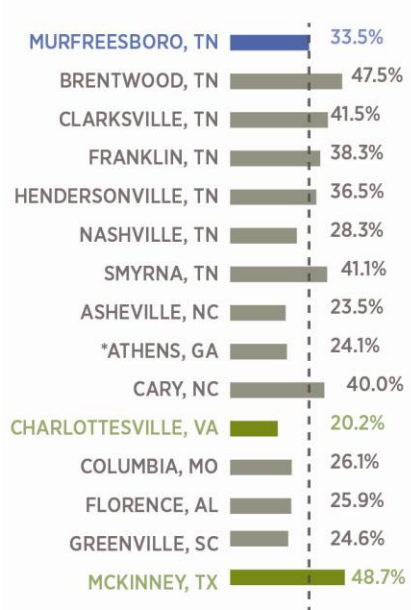 MURFREESBORO, TN 33.5%
BRENTWOOD, TN 47.5%
CLARKSVILLE, TN 41.5%
FRANKLIN, TN 38.3%
HENDERSONVILLE, TN 36.5%
NASHVILLE, TN 28.3%
SMYRNA, TN 41.1%
ASHEVILLE, NC 23.5%
*ATHENS, GA 24.1%
CARY, NC 40.0%
CHARLOTTESVILLE, VA 20.2%
COLUMBIA, MO 26.1%
FLORENCE, AL 25.9%
GREENVILLE, SC 24.6%
MCKINNEY, TX 48.7%